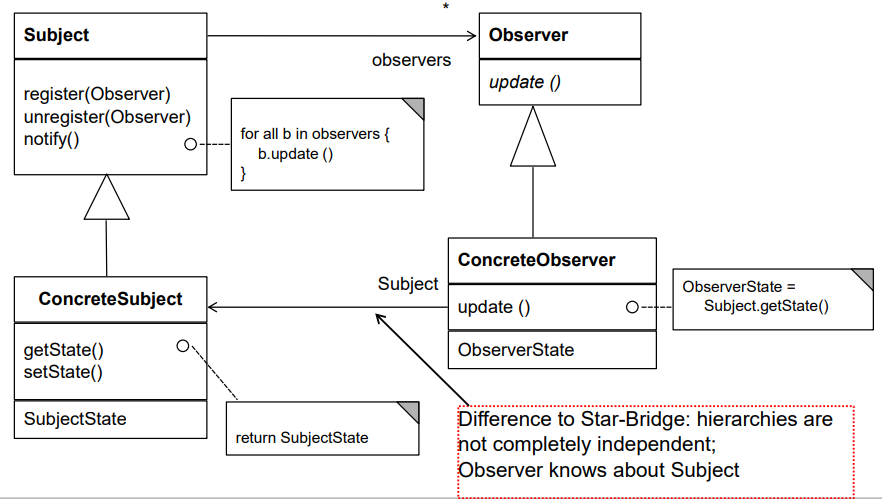 *
Subject
Observer
observers
update ()
register(Observer)
unregister(Observer)
notify()
for all b in observers {
b.update ()
}
ConcreteObserver
Subject
ConcreteSubject
update ()
ObserverState =
Subject.getState()
ObserverState
getState()
setState()
SubjectState
return SubjectState
Difference to Star-Bridge: hierarchies are
not completely independent;
Observer knows about Subject